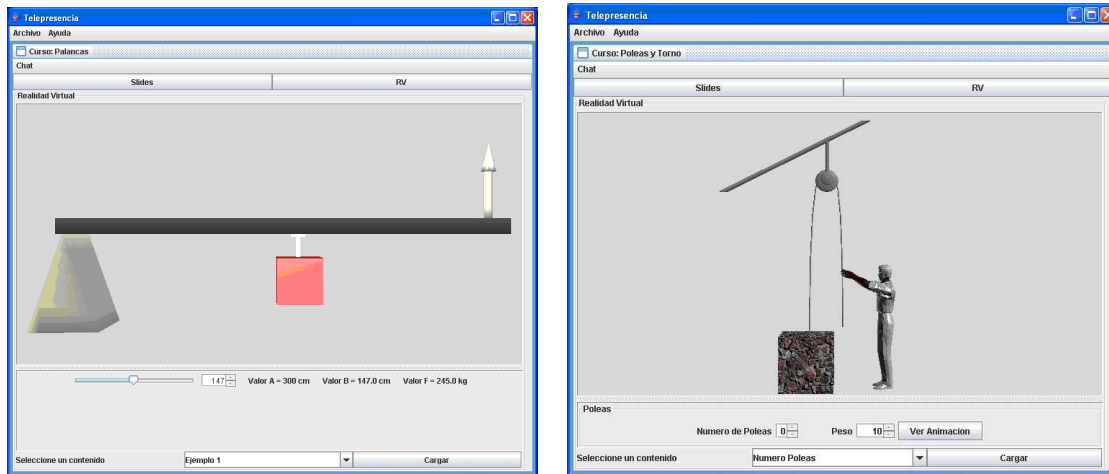 Telepresencia
Archivo Ayuda
Curso: Palancas
Chat
Slides RV
Realidad Virtual
147 Valor A = 300 cm Valor B = 147.0 cm Valor F = 245.0 kg
Seleccione un contenido Ejemplo 1 Cargar
Telepresencia
Archivo Ayuda
Curso: Poleas y Torno
Chat
Slides RV
Realidad Virtual
Poleas
Numero de Poleas 0 Peso 10 Ver Animacion
Seleccione un contenido Numero Poleas Cargar